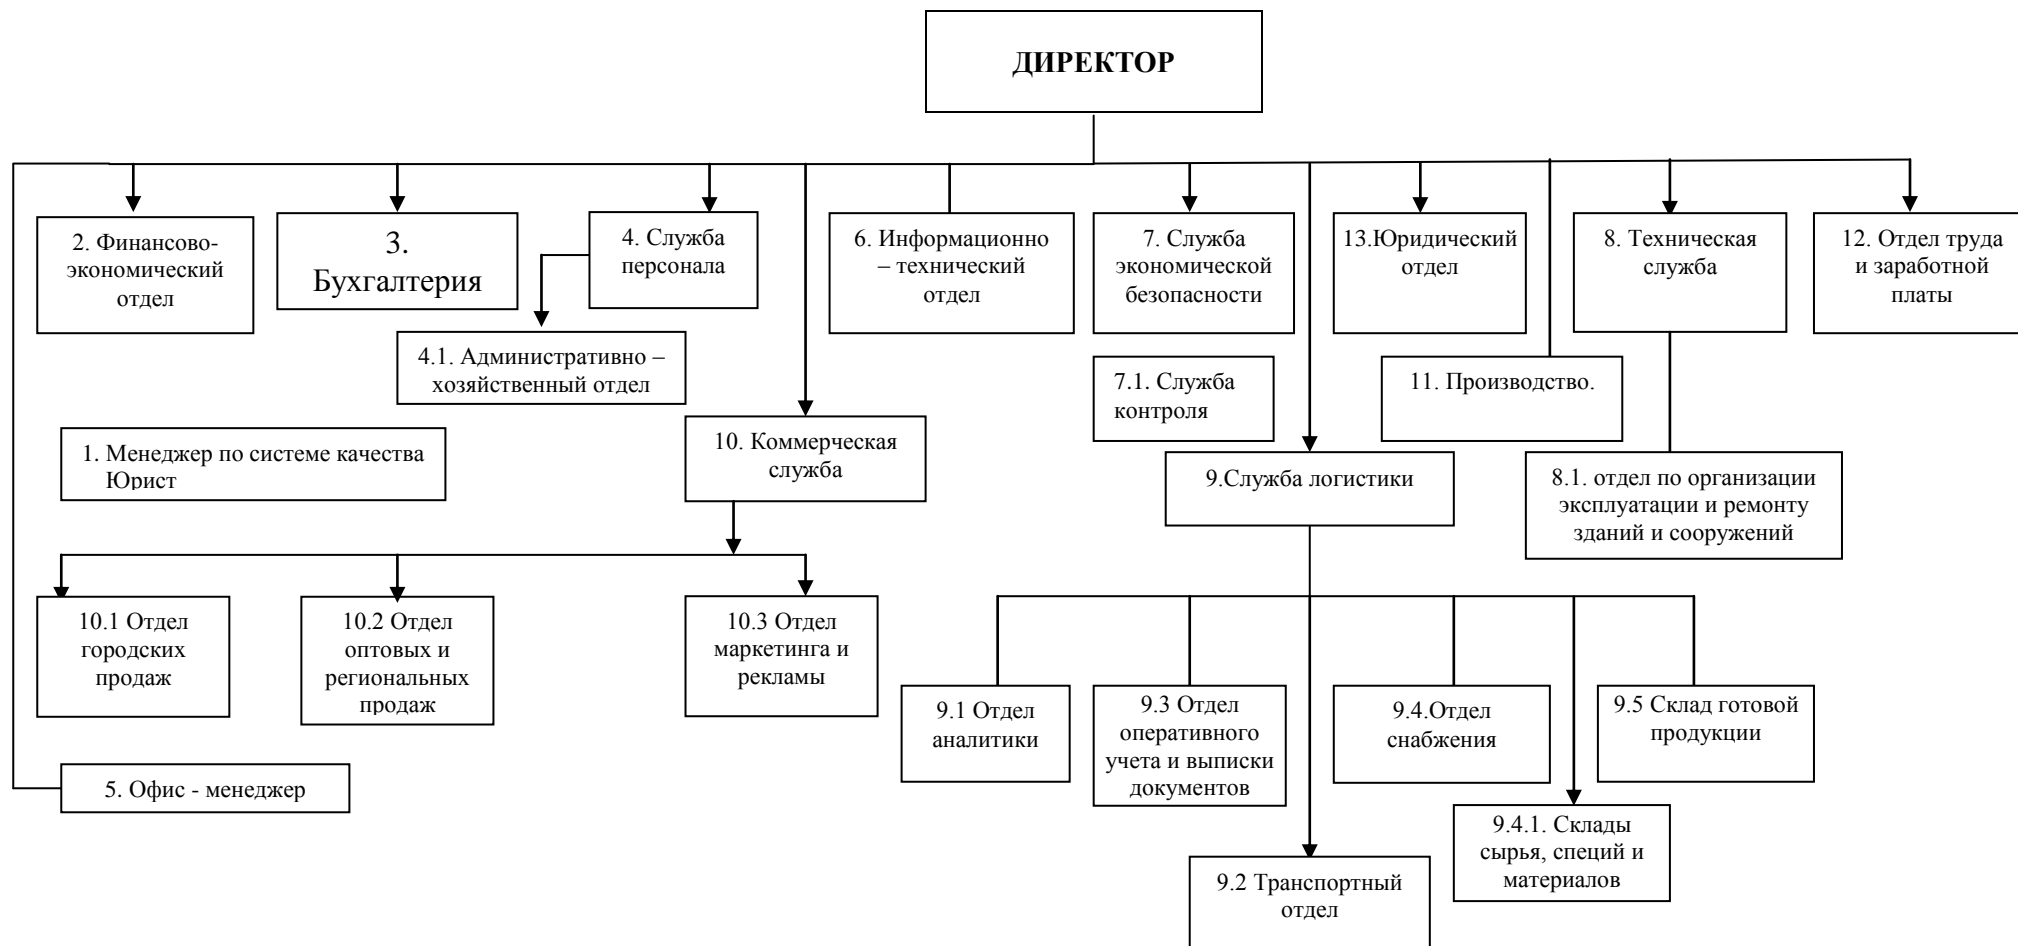 ДИРЕКТОР
2. Финансово-
экономический
отдел
3.
Бухгалтерия
4. Служба
персонала
6. Информационно
– технический
отдел
7. Служба
экономической
безопасности
13.Юридический
отдел
8. Техническая
служба
12. Отдел труда
и заработной
платы
4.1. Административно –
хозяйственный отдел
7.1. Служба
контроля
11. Производство.
1. Менеджер по системе качества
Юрист
10. Коммерческая
служба
9.Служба логистики
8.1. отдел по организации
эксплуатации и ремонту
зданий и сооружений
10.1 Отдел
городских
продаж
10.2 Отдел
оптовых и
региональных
продаж
10.3 Отдел
маркетинга и
рекламы
9.1 Отдел
аналитики
9.3 Отдел
оперативного
учета и выписки
документов
9.4.Отдел
снабжения
9.5 Склад готовой
продукции
5. Офис - менеджер
9.4.1. Склады
сырья, специй и
материалов
9.2 Транспортный
отдел